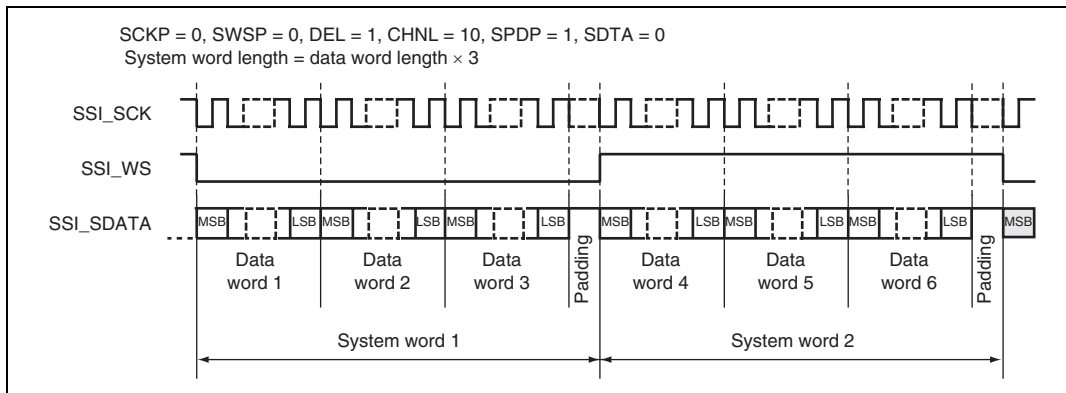 SCKP = 0, SWSP = 0, DEL = 1, CHNL = 10, SPDP = 1, SDTA = 0
System word length = data word length × 3
SSI_SCK
SSI_WS
SSI_SDATA
MSB LSB MSB LSB MSB LSB MSB LSB MSB LSB MSB LSB MSB
Data word 1
Data word 2
Data word 3
Padding
Data word 4
Data word 5
Data word 6
Padding
System word 1
System word 2